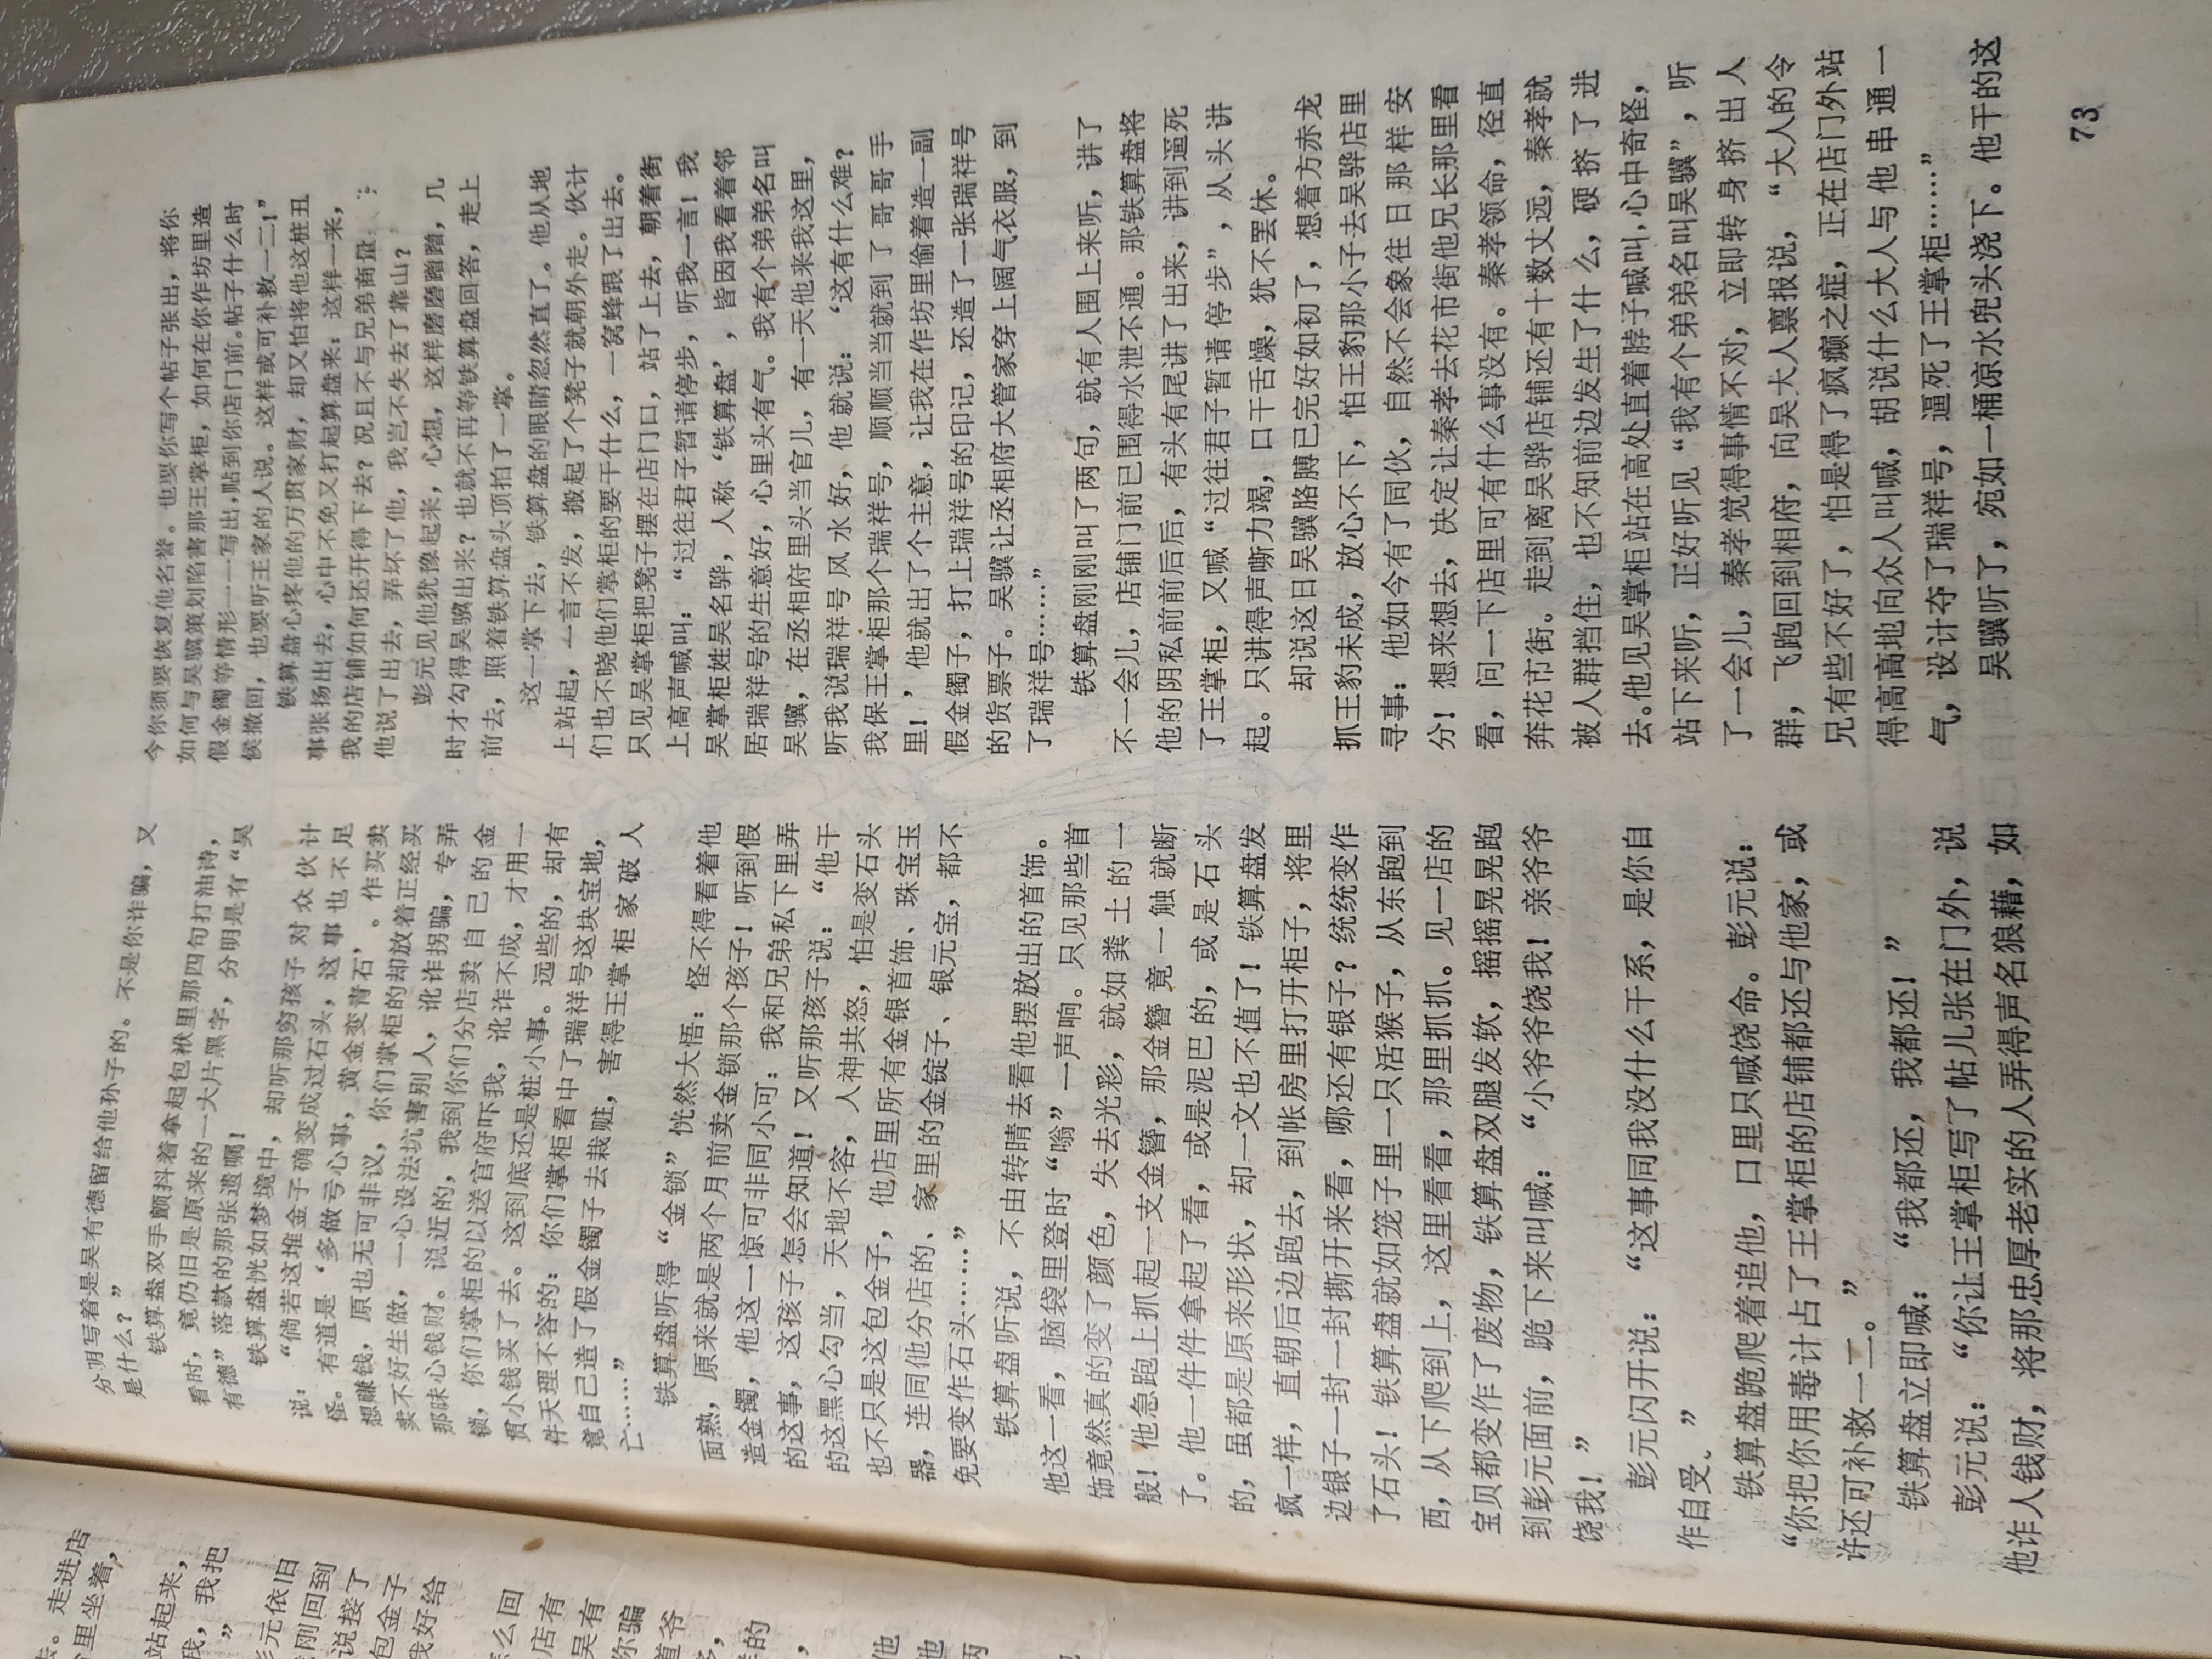 去。走进店
里坐着，
站起来，
我，我把
”
彭元依旧
刚回到
说接了
包金子
我好给
么回
店有
吴有
你骗
道爷
，
的
，
他
他
两
分明写着是吴有德留给他孙子的。不是你诈骗，又
是什么？”
铁算盘双手颤抖着拿起包袱里那四句打油诗，
看时，竟仍旧是原来的一大片黑字，分明是有“吴
有德”落款的那张遗嘱！
铁算盘恍如梦境中，却听那穷孩子对众伙计
说：“倘若这堆金子确变成过石头，这事也不足
怪。有道是‘多做亏心事，黄金变青石’。作买卖
想赚钱，原也无可非议，你们掌柜的却放着正经买
卖不好生做，一心设法坑害别人，讹诈拐骗，专弄
那昧心钱财。说近的，我到你们分店卖自己的金
锁，你们掌柜的以送官府吓我，讹诈不成，才用一
贯小钱买了去。这到底还是桩小事。远些的，却有
件天理不容的：你们掌柜看中了瑞祥号这块宝地，
竟自己造了假金镯子去栽赃，害得王掌柜家破人
亡……”
铁算盘听得“金锁”恍然大悟：怪不得看着他
面熟，原来就是两个月前卖金锁那个孩子！听到假
造金镯，他这一惊可非同小可：我和兄弟私下里弄
的这事，这孩子怎会知道！又听那孩子说：“他干
的这黑心勾当，天地不容，人神共怒，怕是变石头
也不只是这包金子，他店里所有金银首饰、珠宝玉
器，连同他分店的、家里的金锭子、银元宝，都不
免要变作石头……”
铁算盘听说，不由转睛去看他摆放出的首饰。
他这一看，脑袋里登时“嗡”一声响。只见那些首
饰竟然真的变了颜色，失去光彩，就如粪土的一
般！他急跑上抓起一支金簪，那金簪竟一触就断
了。他一件件拿起了看，或是泥巴的，或是石头
的，虽都是原来形状，却一文也不值了！铁算盘发
疯一样，直朝后边跑去，到帐房里打开柜子，将里
边银子一封一封撕开来看，哪还有银子？统统变作
了石头！铁算盘就如笼子里一只活猴子，从东跑到
西，从下爬到上，这里看看，那里抓抓。见一店的
宝贝都变作了废物，铁算盘双腿发软，摇摇晃晃跑
到彭元面前，跪下来叫喊：“小爷爷饶我！亲爷爷
饶我！”
彭元闪开说：“这事同我没什么干系，是你自
作自受。”
铁算盘跪爬着追他，口里只喊饶命。彭元说：
“你把你用毒计占了王掌柜的店铺都还与他家，或
许还可补救一二。”
铁算盘立即喊：“我都还，我都还！”
彭元说：“你让王掌柜写了帖儿张在门外，说
他诈人钱财，将那忠厚老实的人弄得声名狼藉，如
今你须要恢复他名誉。也要你写个帖子张出，将你
如何与吴骥策划陷害那王掌柜，如何在你作坊里造
假金镯等情形一一写出，贴到你店门前。帖子什么时
候撤回，也要听王家的人说。这样或可补救一二！”
铁算盘心疼他的万贯家财，却又怕将他这桩丑
事张扬出去，心中不免又打起算盘来：这样一来，
我的店铺如何还开得下去？况且不与兄弟商量，
他说了出去，弄坏了他，我岂不失去了靠山？
彭元见他犹豫起来，心想，这样磨磨蹭蹭，几
时才勾得吴骥出来？也就不再等铁算盘回答，走上
前去，照着铁算盘头顶拍了一掌。
这一掌下去，铁算盘的眼睛忽然直了。他从地
上站起，一言不发，搬起了个凳子就朝外走。伙计
们也不晓他们掌柜的要干什么，一窝蜂跟了出去。
只见吴掌柜把凳子摆在店门口，站了上去，朝着街
上高声喊叫：“过往君子暂请停步，听我一言！我
吴掌柜姓吴名骅，人称‘铁算盘’，皆因我看着邻
居瑞祥号的生意好，心里头有气。我有个弟弟名叫
吴骥，在丞相府里头当官儿，有一天他来我这里，
听我说瑞祥号风水好，他就说：‘这有什么难？
我保王掌柜那个瑞祥号，顺顺当当就到了哥哥手
里！，他就出了个主意，让我在作坊里偷着造一副
假金镯子，打上瑞祥号的印记，还造了一张瑞祥号
的货票子。吴骥让丞相府大管家穿上阔气衣服，到
了瑞祥号……”
铁算盘刚刚叫了两句，就有人围上来听，讲了
不一会儿，店铺门前已围得水泄不通。那铁算盘将
他的阴私前前后后，有头有尾讲了出来，讲到逼死
了王掌柜，又喊“过往君子暂请停步”，从头讲
起。只讲得声嘶力竭，口干舌燥，犹不罢休。
却说这日吴骥胳膊已完好如初了，想着方赤龙
抓王豹未成，放心不下，怕王豹那小子去吴骅店里
寻事：他如今有了同伙，自然不会象往日那样安
分！想来想去，决定让秦孝去花市街他兄长那里看
看，问一下店里可有什么事没有。秦孝领命，径直
奔花市街。走到离吴骅店铺还有十数丈远，秦孝就
被人群挡住，也不知前边发生了什么，硬挤了进
去。他见吴掌柜站在高处直着脖子喊叫，心中奇怪，
站下来听，正好听见“我有个弟弟名叫吴骥”，听
了一会儿，秦孝觉得事情不对，立即转身挤出人
群，飞跑回到相府，向吴大人禀报说，“大人的令
兄有些不好了，怕是得了疯癫之症，正在店门外站
得高高地向众人叫喊，胡说什么大人与他串通一
气，设计夺了瑞祥号，逼死了王掌柜……”
吴骥听了，宛如一桶凉水兜头浇下。他干的这
73